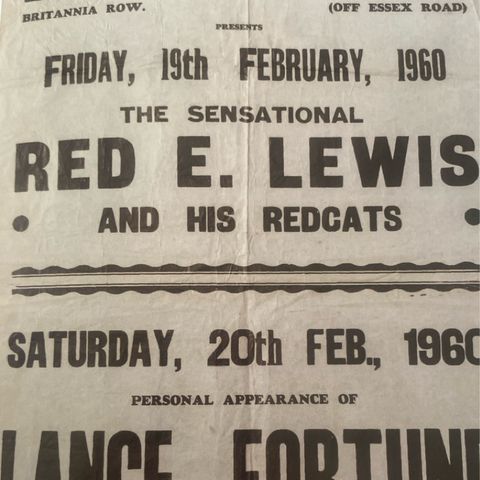 BRITANNIA ROW. (OFF ESSEX ROAD)
PRESENTS
FRIDAY, 19th FEBRUARY, 1960
THE SENSATIONAL
RED E. LEWIS
• AND HIS REDCATS •
SATURDAY, 20th FEB., 1960
PERSONAL APPEARANCE OF
LANCE FORTUNE